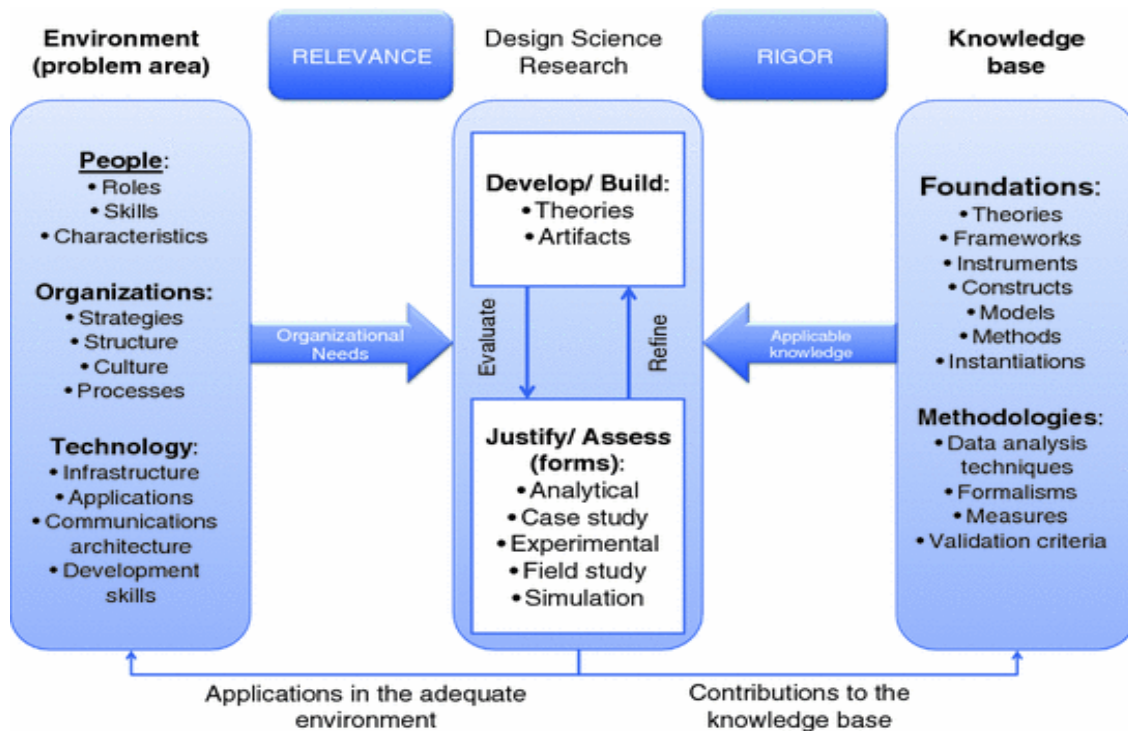 Environment
(problem area)
RELEVANCE
Design Science
Research
RIGOR
Knowledge
base
People:
• Roles
• Skills
• Characteristics
Organizations:
• Strategies
• Structure
• Culture
• Processes
Technology:
• Infrastructure
• Applications
• Communications
architecture
• Development
skills
Organizational
Needs
Develop/ Build:
• Theories
• Artifacts
Evaluate
Refine
Justify/ Assess
(forms):
• Analytical
• Case study
• Experimental
• Field study
• Simulation
Applicable
knowledge
Foundations:
• Theories
• Frameworks
• Instruments
• Constructs
• Models
• Methods
• Instantiations
Methodologies:
• Data analysis
techniques
• Formalisms
• Measures
• Validation criteria
Applications in the adequate
environment
Contributions to the
knowledge base